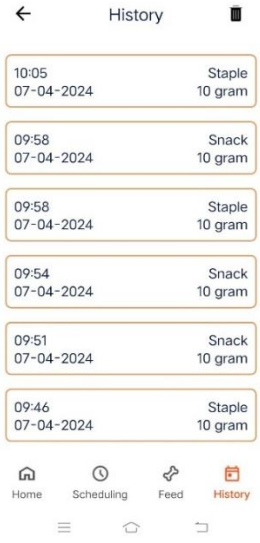 History
10:05 Staple
07-04-2024 10 gram
09:58 Snack
07-04-2024 10 gram
09:58 Staple
07-04-2024 10 gram
09:54 Snack
07-04-2024 10 gram
09:51 Snack
07-04-2024 10 gram
09:46 Staple
07-04-2024 10 gram
Home Scheduling Feed History